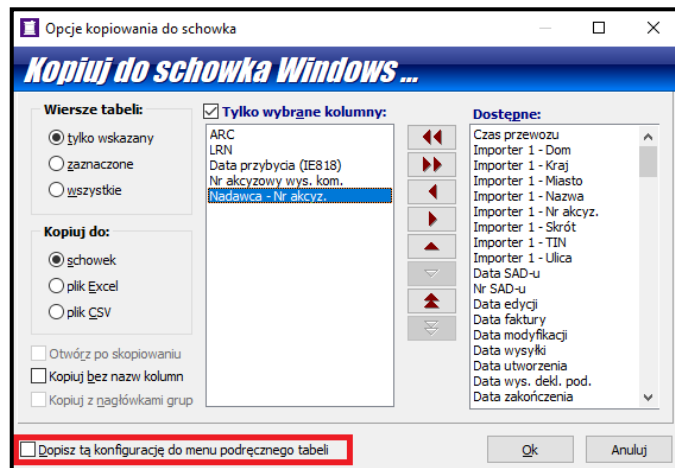 Opcje kopiowania do schowka
Kopiuj do schowka Windows ...
Wiersze tabeli:
tylko wskazany
zaznaczone
wszystkie
Kopiuj do:
schowek
plik Excel
plik CSV
Otwórz po skopiowaniu
Kopiuj bez nazw kolumn
Kopiuj z nagłówkami grup
Tylko wybrane kolumny:
ARC
LRN
Data przybycia (IE818)
Nr akcyzowy wys. kom.
Nadawca - Nr akcyz.
Dostępne:
Czas przewozu
Importer 1 - Dom
Importer 1 - Kraj
Importer 1 - Miasto
Importer 1 - Nazwa
Importer 1 - Nr akcyz.
Importer 1 - Skrót
Importer 1 - TIN
Importer 1 - Ulica
Data SAD-u
Nr SAD-u
Data edycji
Data faktury
Data modyfikacji
Data wysyłki
Data utworzenia
Data wys. dekl. pod.
Data zakończenia
Dopisz tą konfigurację do menu podręcznego tabeli
Ok
Anuluj